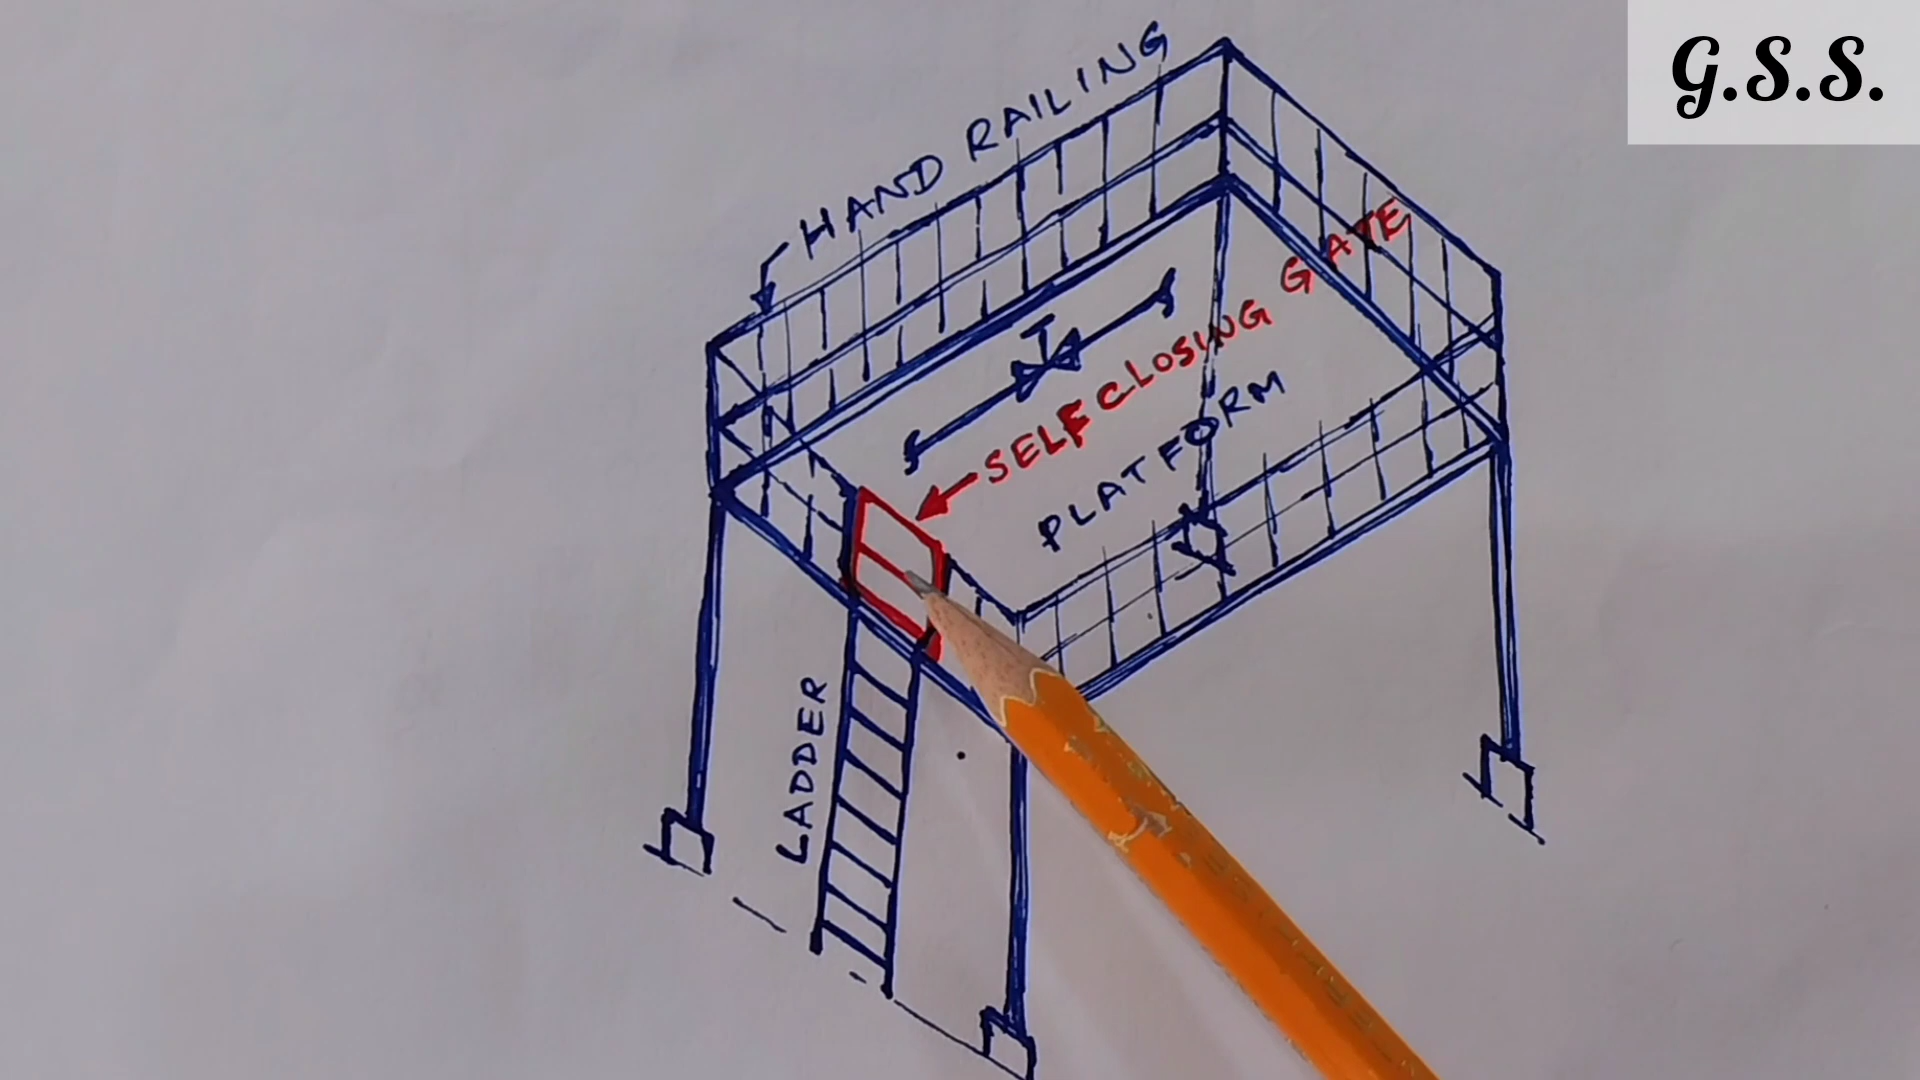 G.S.S.
HAND RAILING
SELF CLOSING GATE
PLATFORM
LADDER